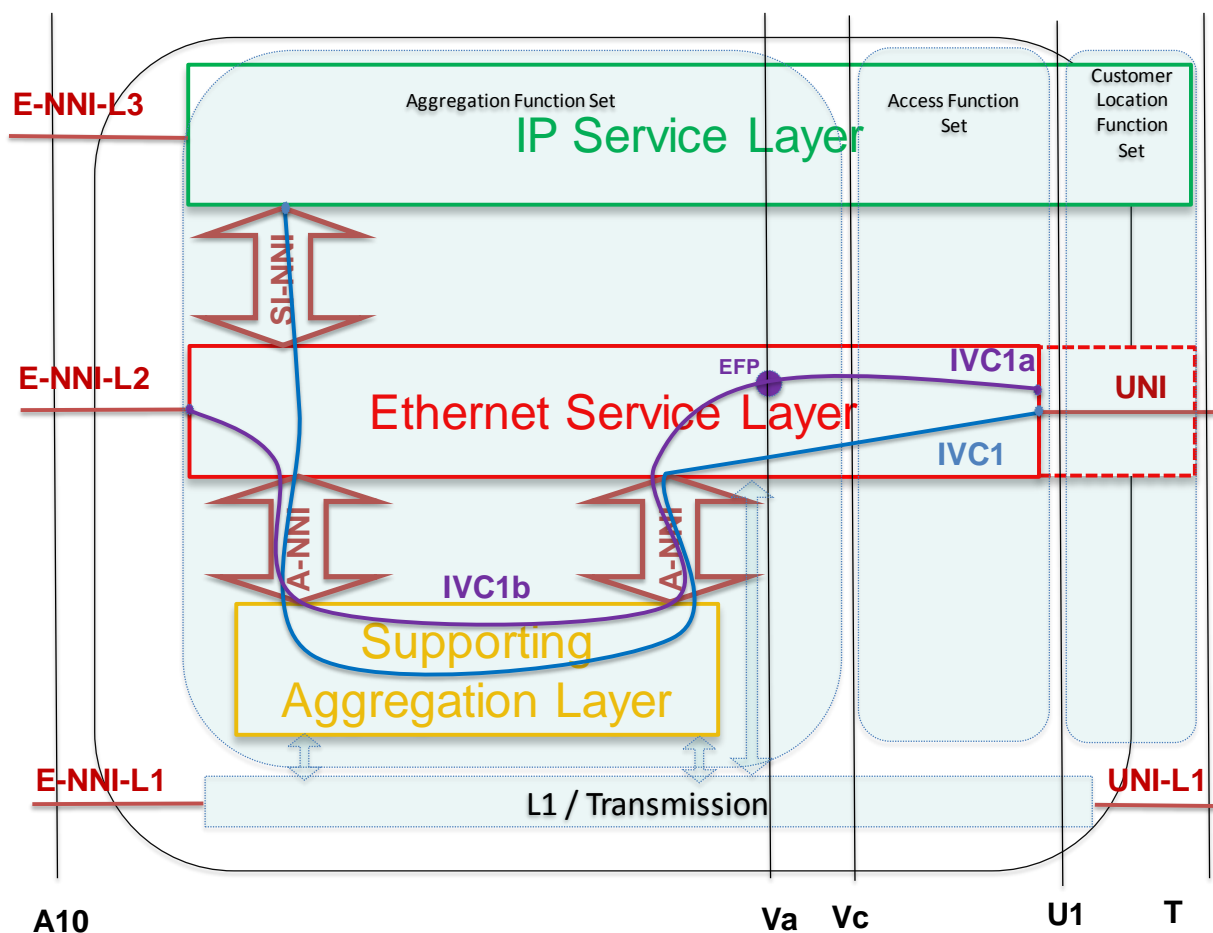 E-NNI-L3
Aggregation Function Set
Access Function
Set
Customer
Location
Function
Set
IP Service Layer
SI-NNI
E-NNI-L2
EFP
IVC1a
UNI
Ethernet Service Layer
IVC1
A-NNI
A-NNI
IVC1b
Supporting
Aggregation Layer
E-NNI-L1
UNI-L1
L1 / Transmission
A10
Va
Vc
U1
T